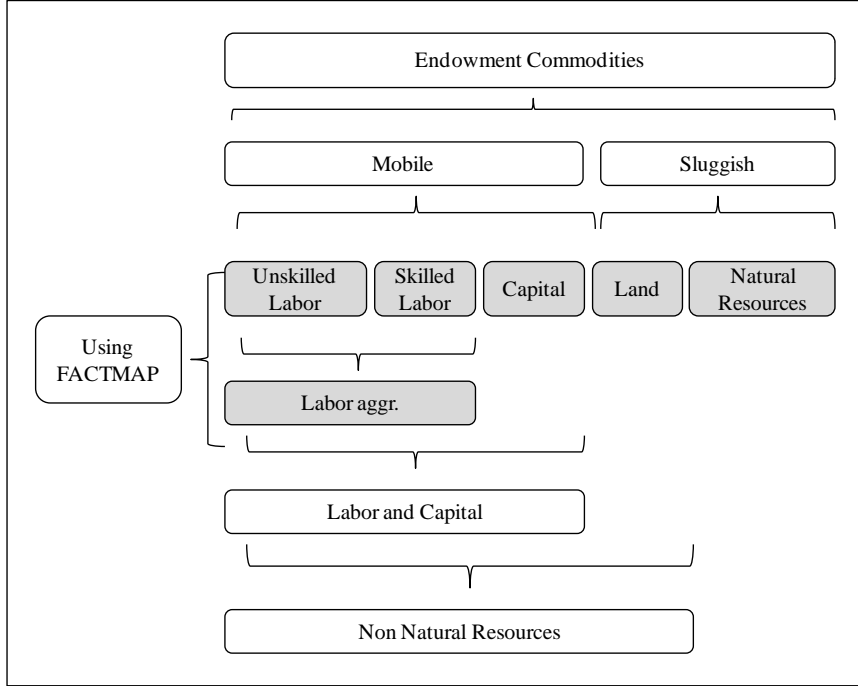 Endowment Commodities
Mobile
Sluggish
Unskilled
Labor
Skilled
Labor
Capital
Land
Natural
Resources
Using
FACTMAP
Labor aggr.
Labor and Capital
Non Natural Resources